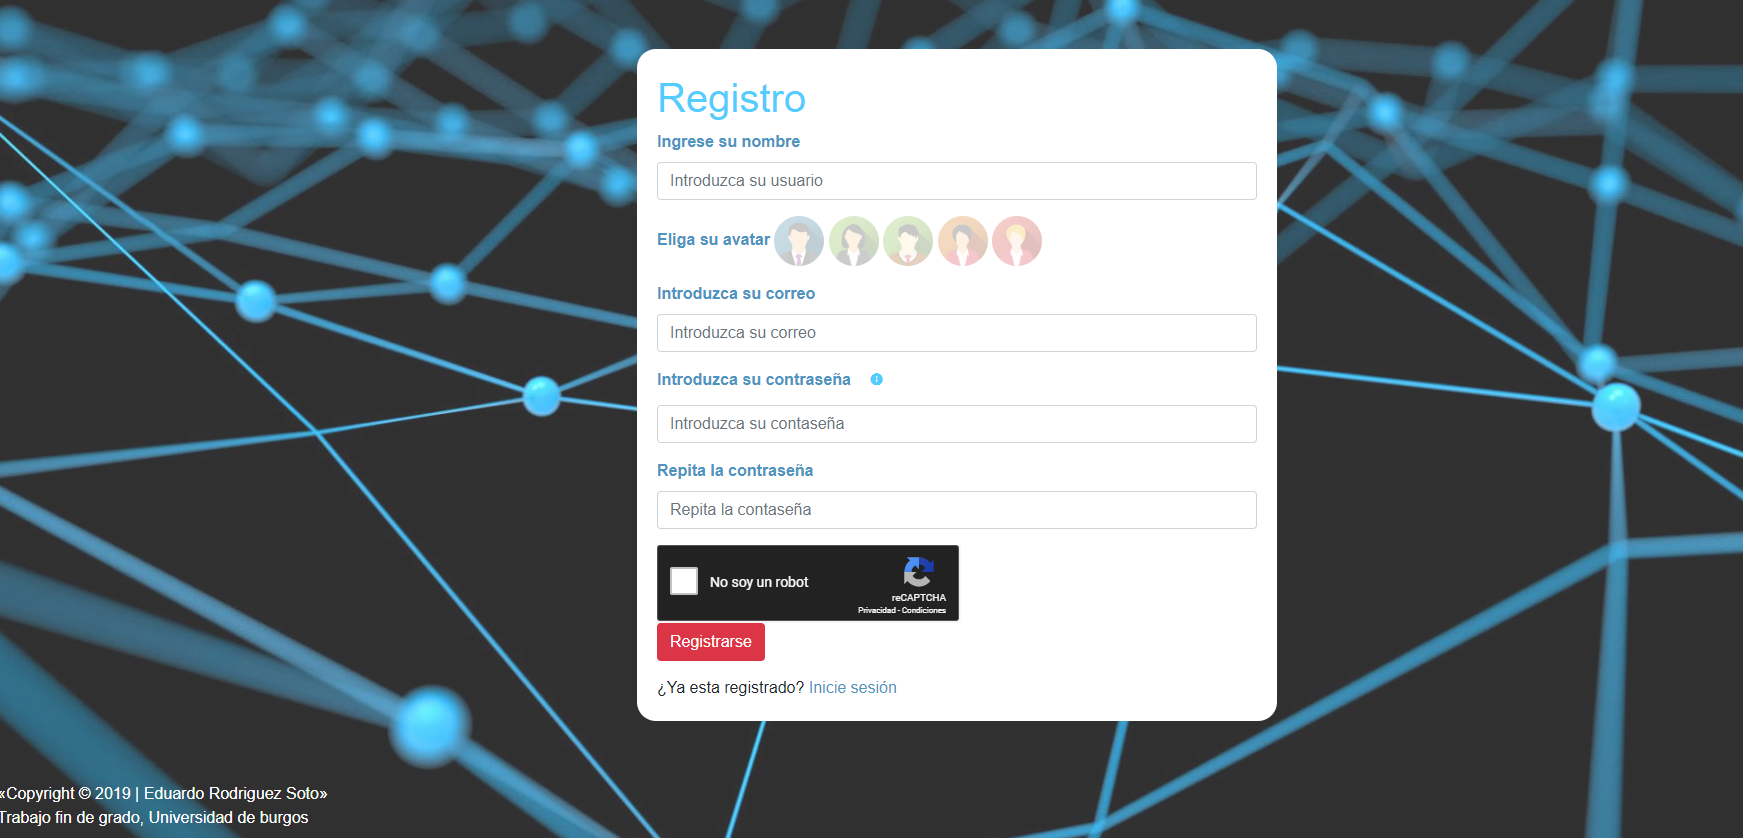 Registro
Ingrese su nombre
Introduzca su usuario
Eliga su avatar
Introduzca su correo
Introduzca su correo
Introduzca su contraseña
Introduzca su contaseña
Repita la contraseña
Repita la contaseña
No soy un robot
reCAPTCHA
Privacidad - Condiciones
Registrarse
¿Ya esta registrado? Inicie sesión
«Copyright © 2019 | Eduardo Rodriguez Soto»
Trabajo fin de grado, Universidad de burgos